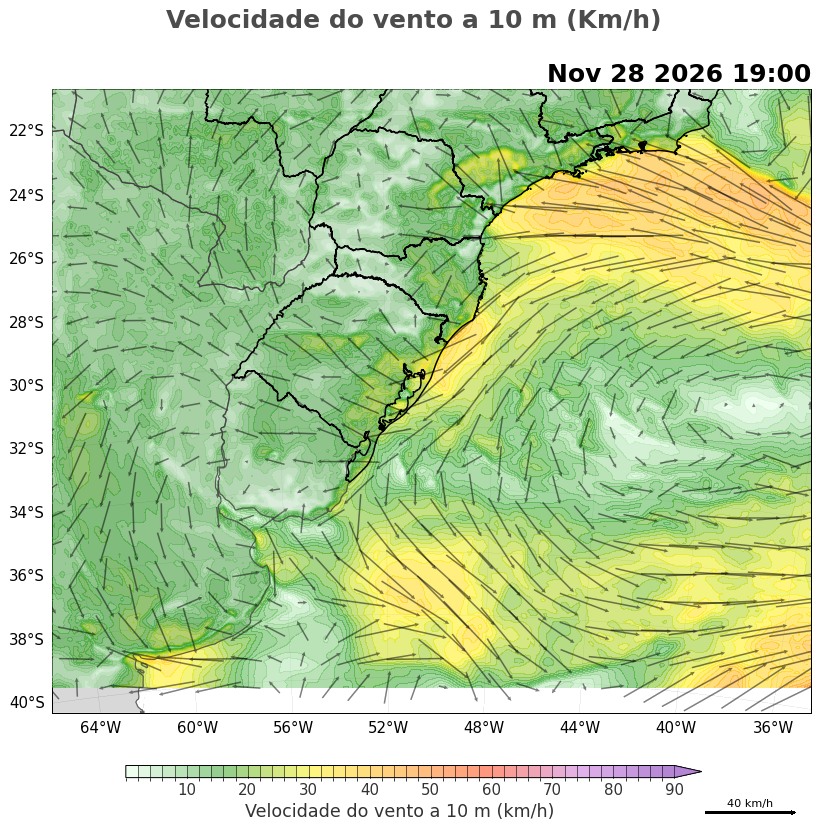 Velocidade do vento a 10 m (Km/h)
Nov 28 2026 19:00
22°S
24°S
26°S
28°S
30°S
32°S
34°S
36°S
38°S
40°S
64°W 60°W 56°W 52°W 48°W 44°W 40°W 36°W
10 20 30 40 50 60 70 80 90
Velocidade do vento a 10 m (km/h)
40 km/h